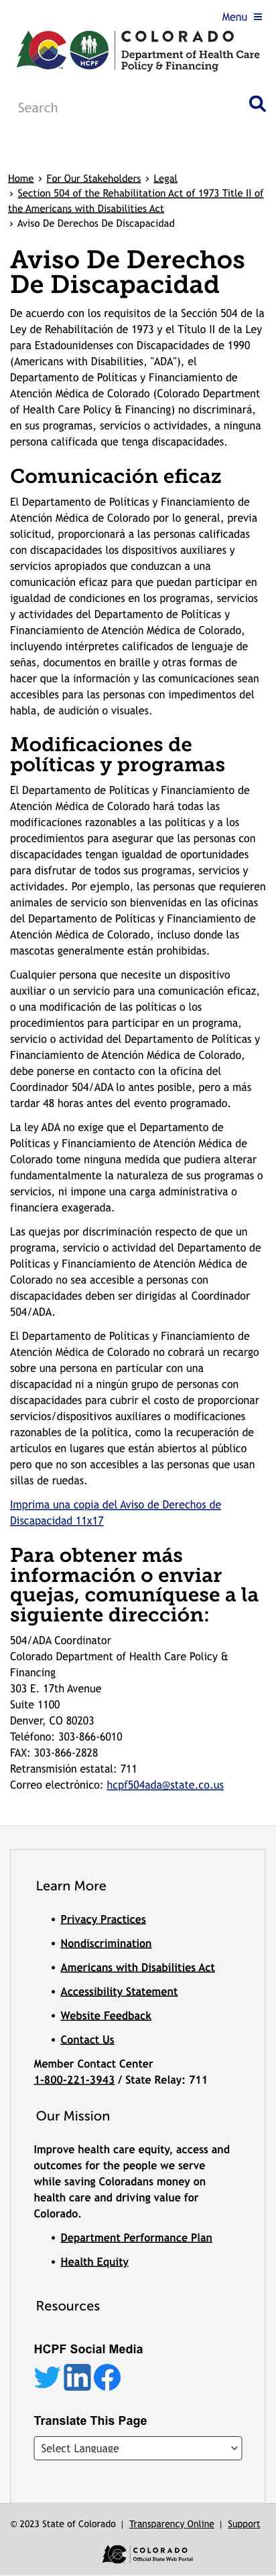 Menu
HCPF
COLORADO
Department of Health Care
Policy & Financing
Search
Home › For Our Stakeholders › Legal
› Section 504 of the Rehabilitation Act of 1973 Title II of
the Americans with Disabilities Act
› Aviso De Derechos De Discapacidad
Aviso De Derechos
De Discapacidad
De acuerdo con los requisitos de la Sección 504 de la
Ley de Rehabilitación de 1973 y el Título II de la Ley
para Estadounidenses con Discapacidades de 1990
(Americans with Disabilities, "ADA"), el
Departamento de Políticas y Financiamiento de
Atención Médica de Colorado (Colorado Department
of Health Care Policy & Financing) no discriminará,
en sus programas, servicios o actividades, a ninguna
persona calificada que tenga discapacidades.
Comunicación eficaz
El Departamento de Políticas y Financiamiento de
Atención Médica de Colorado por lo general, previa
solicitud, proporcionará a las personas calificadas
con discapacidades los dispositivos auxiliares y
servicios apropiados que conduzcan a una
comunicación eficaz para que puedan participar en
igualdad de condiciones en los programas, servicios
y actividades del Departamento de Políticas y
Financiamiento de Atención Médica de Colorado,
incluyendo intérpretes calificados de lenguaje de
señas, documentos en braille y otras formas de
hacer que la información y las comunicaciones sean
accesibles para las personas con impedimentos del
habla, de audición o visuales.
Modificaciones de
políticas y programas
El Departamento de Políticas y Financiamiento de
Atención Médica de Colorado hará todas las
modificaciones razonables a las políticas y a los
procedimientos para asegurar que las personas con
discapacidades tengan igualdad de oportunidades
para disfrutar de todos sus programas, servicios y
actividades. Por ejemplo, las personas que requieren
animales de servicio son bienvenidas en las oficinas
del Departamento de Políticas y Financiamiento de
Atención Médica de Colorado, incluso donde las
mascotas generalmente están prohibidas.
Cualquier persona que necesite un dispositivo
auxiliar o un servicio para una comunicación eficaz,
o una modificación de las políticas o los
procedimientos para participar en un programa,
servicio o actividad del Departamento de Políticas y
Financiamiento de Atención Médica de Colorado,
debe ponerse en contacto con la oficina del
Coordinador 504/ADA lo antes posible, pero a más
tardar 48 horas antes del evento programado.
La ley ADA no exige que el Departamento de
Políticas y Financiamiento de Atención Médica de
Colorado tome ninguna medida que pudiera alterar
fundamentalmente la naturaleza de sus programas o
servicios, ni impone una carga administrativa o
financiera exagerada.
Las quejas por discriminación respecto de que un
programa, servicio o actividad del Departamento de
Políticas y Financiamiento de Atención Médica de
Colorado no sea accesible a personas con
discapacidades deben ser dirigidas al Coordinador
504/ADA.
El Departamento de Políticas y Financiamiento de
Atención Médica de Colorado no cobrará un recargo
sobre una persona en particular con una
discapacidad ni a ningún grupo de personas con
discapacidades para cubrir el costo de proporcionar
servicios/dispositivos auxiliares o modificaciones
razonables de la política, como la recuperación de
artículos en lugares que están abiertos al público
pero que no son accesibles a las personas que usan
sillas de ruedas.
Imprima una copia del Aviso de Derechos de
Discapacidad 11x17
Para obtener más
información o enviar
quejas, comuníquese a la
siguiente dirección:
504/ADA Coordinator
Colorado Department of Health Care Policy &
Financing
303 E. 17th Avenue
Suite 1100
Denver, CO 80203
Teléfono: 303-866-6010
FAX: 303-866-2828
Retransmisión estatal: 711
Correo electrónico: hcpf504ada@state.co.us
Learn More
• Privacy Practices
• Nondiscrimination
• Americans with Disabilities Act
• Accessibility Statement
• Website Feedback
• Contact Us
Member Contact Center
1-800-221-3943 / State Relay: 711
Our Mission
Improve health care equity, access and
outcomes for the people we serve
while saving Coloradans money on
health care and driving value for
Colorado.
• Department Performance Plan
• Health Equity
Resources
HCPF Social Media
Translate This Page
Select Language
© 2023 State of Colorado | Transparency Online | Support
COLORADO
Official State Web Portal